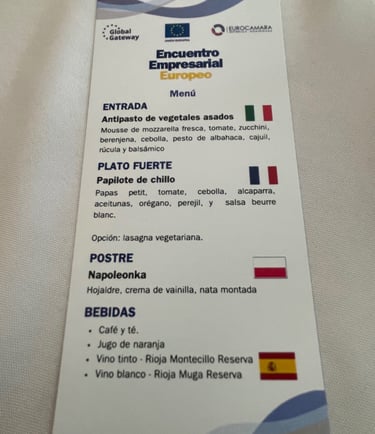 Global
Gateway
EUROCAMARA
Encuentro
Empresarial
Europeo
Menú
ENTRADA
Antipasto de vegetales asados
Mousse de mozzarella fresca, tomate, zucchini,
berenjena, cebolla, pesto de albahaca, cajuil,
rúcula y balsámico
PLATO FUERTE
Papilote de chillo
Papas petit, tomate, cebolla, alcaparra,
aceitunas, orégano, perejil, y salsa beurre
blanc.
Opción: lasagna vegetariana.
POSTRE
Napoleonka
Hojaldre, crema de vainilla, nata montada
BEBIDAS
• Café y té.
• Jugo de naranja
• Vino tinto - Rioja Montecillo Reserva
• Vino blanco - Rioja Muga Reserva